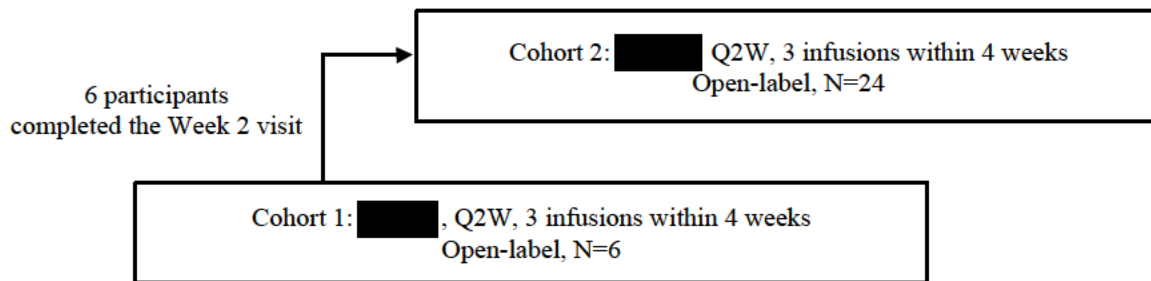 Cohort 2: Q2W, 3 infusions within 4 weeks
Open-label, N=24
6 participants
completed the Week 2 visit
Cohort 1: , Q2W, 3 infusions within 4 weeks
Open-label, N=6